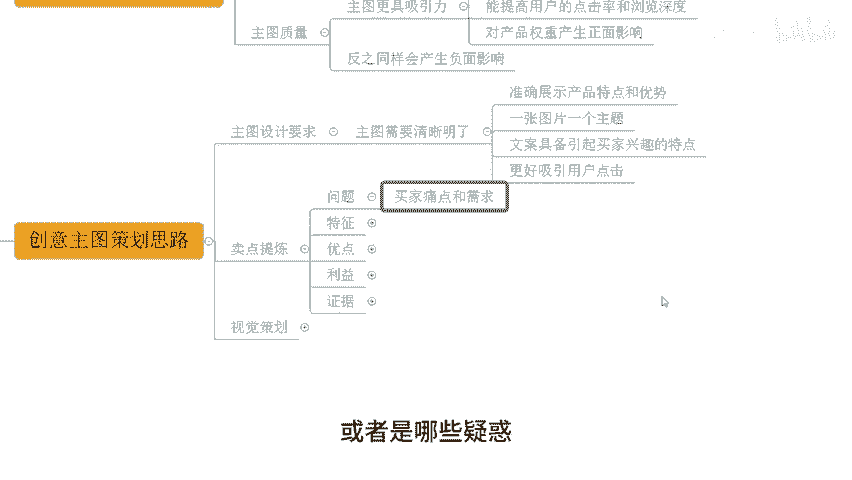 主图更具吸引力
能提高用户的点击率和浏览深度
主图质量
对产品权重产生正面影响
反之同样会产生负面影响
准确展示产品特点和优势
主图设计要求
主图需要清晰明了
一张图片一个主题
文案具备引起买家兴趣的特点
更好吸引用户点击
问题
买家痛点和需求
特征
创意主图策划思路
卖点提炼
优点
利益
证据
视觉策划
或者是哪些疑惑